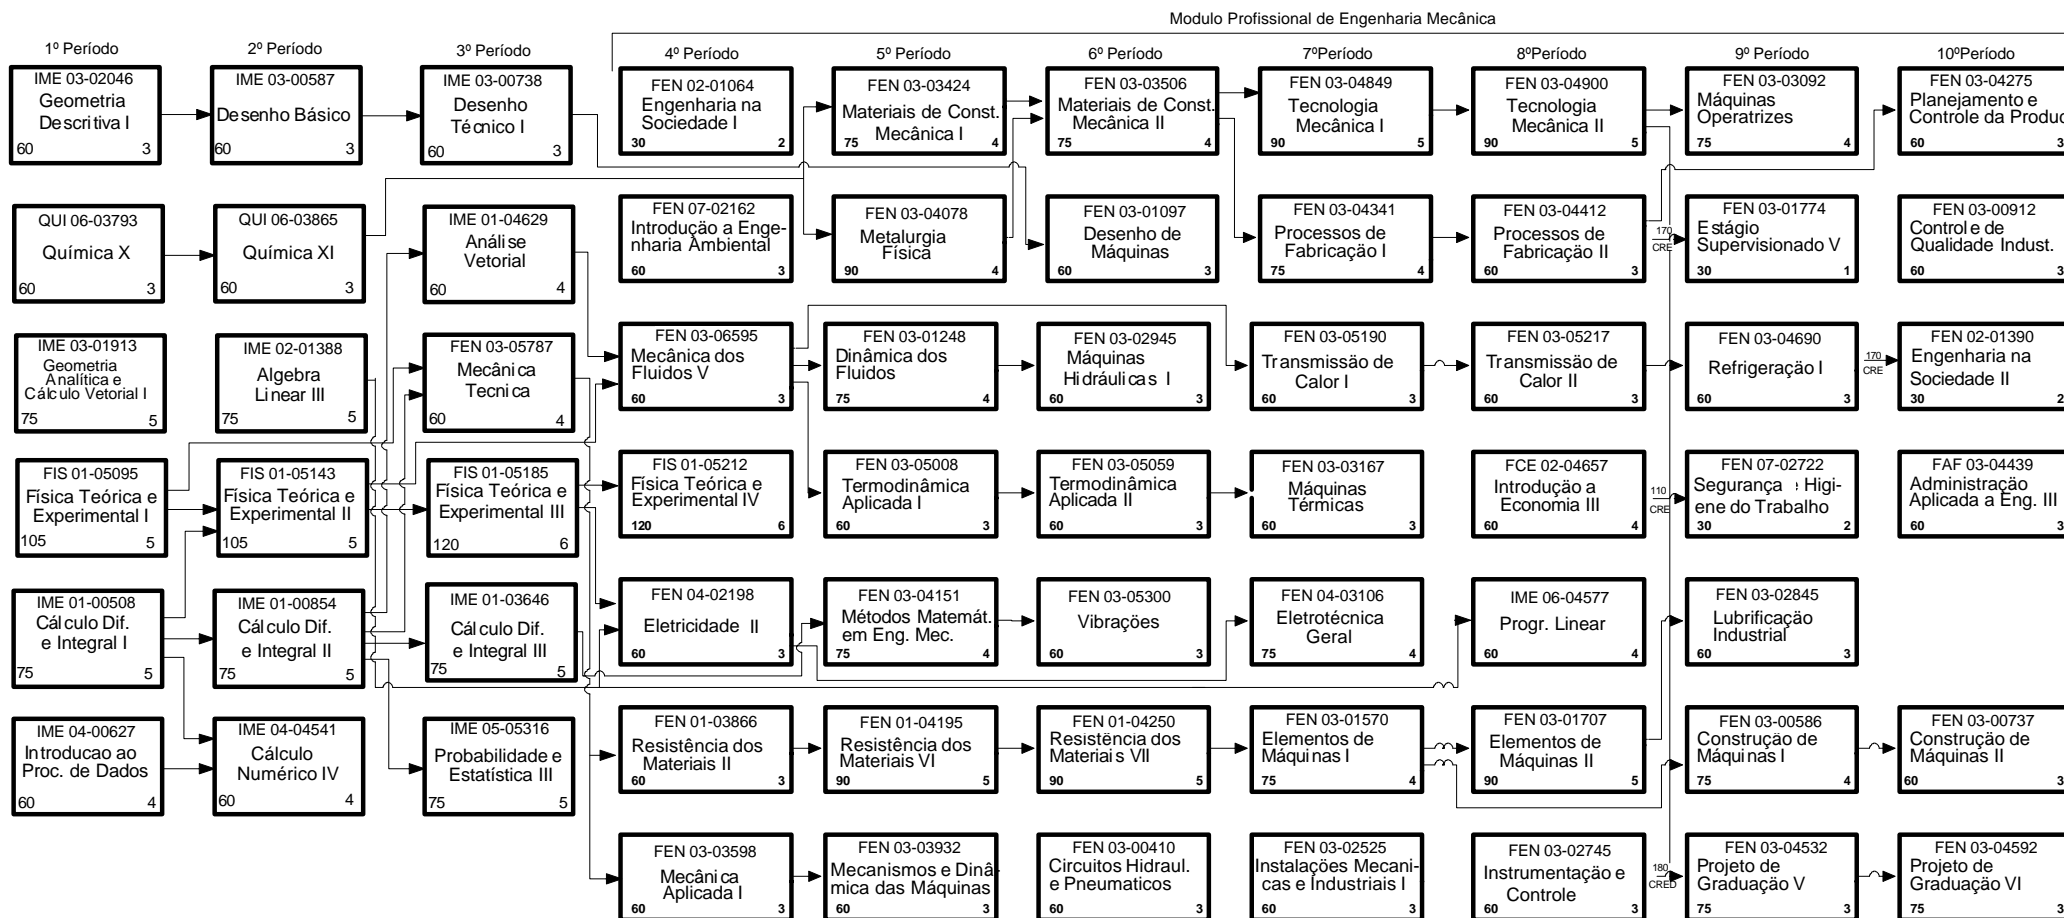 Modulo Profissional de Engenharia Mecânica
1º Período
2º Período
3º Período
4º Período
5º Período
6º Período
7ºPeríodo
8ºPeríodo
9º Período
10ºPeríodo
IME 03-02046
Geometria
Descritiva I
60 3
IME 03-00587
Desenho Básico
60 3
IME 03-00738
Desenho
Técnico I
60 3
FEN 02-01064
Engenharia na
Sociedade I
30 2
FEN 03-03424
Materiais de Const.
Mecânica I
75 4
FEN 03-03506
Materiais de Const.
Mecânica II
75 4
FEN 03-04849
Tecnologia
Mecânica I
90 5
FEN 03-04900
Tecnologia
Mecânica II
90 5
FEN 03-03092
Máquinas
Operatrizes
75 4
FEN 03-04275
Planejamento e
Controle da Produc
60 3
QUI 06-03793
Química X
60 3
QUI 06-03865
Química XI
60 3
IME 01-04629
Análise
Vetorial
60 4
FEN 07-02162
Introdução a Enge-
nharia Ambiental
60 3
FEN 03-04078
Metalurgia
Física
90 4
FEN 03-01097
Desenho de
Máquinas
60 3
FEN 03-04341
Processos de
Fabricação I
75 4
FEN 03-04412
Processos de
Fabricação II
60 3
170
CRE
FEN 03-01774
Estágio
Supervisionado V
30 1
FEN 03-00912
Controle de
Qualidade Indust.
60 3
IME 03-01913
Geometria
Analítica e
Cálculo Vetorial I
75 5
IME 02-01388
Algebra
Linear III
75 5
FEN 03-05787
Mecânica
Tecnica
60 4
FEN 03-06595
Mecânica dos
Fluidos V
60 3
FEN 03-01248
Dinâmica dos
Fluidos
75 4
FEN 03-02945
Máquinas
Hidráulicas I
60 3
FEN 03-05190
Transmissão de
Calor I
60 3
FEN 03-05217
Transmissão de
Calor II
60 3
FEN 03-04690
Refrigeração I
60 3
170
CRE
FEN 02-01390
Engenharia na
Sociedade II
30 2
FIS 01-05095
Física Teórica e
Experimental I
105 5
FIS 01-05143
Física Teórica e
Experimental II
105 5
FIS 01-05185
Física Teórica e
Experimental III
120 6
FIS 01-05212
Física Teórica e
Experimental IV
120 6
FEN 03-05008
Termodinâmica
Aplicada I
60 3
FEN 03-05059
Termodinâmica
Aplicada II
60 3
FEN 03-03167
Máquinas
Térmicas
60 3
FCE 02-04657
Introdução a
Economia III
60 4
110
CRE
FEN 07-02722
Segurança e Higi-
ene do Trabalho
30 2
FAF 03-04439
Administração
Aplicada a Eng. III
60 3
IME 01-00508
Cálculo Dif.
e Integral I
75 5
IME 01-00854
Cálculo Dif.
e Integral II
75 5
IME 01-03646
Cálculo Dif.
e Integral III
75 5
FEN 04-02198
Eletricidade II
60 3
FEN 03-04151
Métodos Matemát.
em Eng. Mec.
75 4
FEN 03-05300
Vibrações
60 3
FEN 04-03106
Eletrotécnica
Geral
75 4
IME 06-04577
Progr. Linear
60 4
FEN 03-02845
Lubrificação
Industrial
60 3
IME 04-00627
Introducao ao
Proc. de Dados
60 4
IME 04-04541
Cálculo
Numérico IV
60 4
IME 05-05316
Probabilidade e
Estatística III
75 5
FEN 01-03866
Resistência dos
Materiais II
60 3
FEN 01-04195
Resistência dos
Materiais VI
90 5
FEN 01-04250
Resistência dos
Materiais VII
90 5
FEN 03-01570
Elementos de
Máquinas I
75 4
FEN 03-01707
Elementos de
Máquinas II
90 5
FEN 03-00586
Construção de
Máquinas I
75 4
FEN 03-00737
Construção de
Máquinas II
60 3
FEN 03-03598
Mecânica
Aplicada I
60 3
FEN 03-03932
Mecanismos e Dinâ-
mica das Máquinas
60 3
FEN 03-00410
Circuitos Hidraul.
e Pneumaticos
60 3
FEN 03-02525
Instalações Mecani-
cas e Industriais I
60 3
FEN 03-02745
Instrumentação e
Controle
60 3
180
CRED
FEN 03-04532
Projeto de
Graduação V
75 3
FEN 03-04592
Projeto de
Graduação VI
75 3